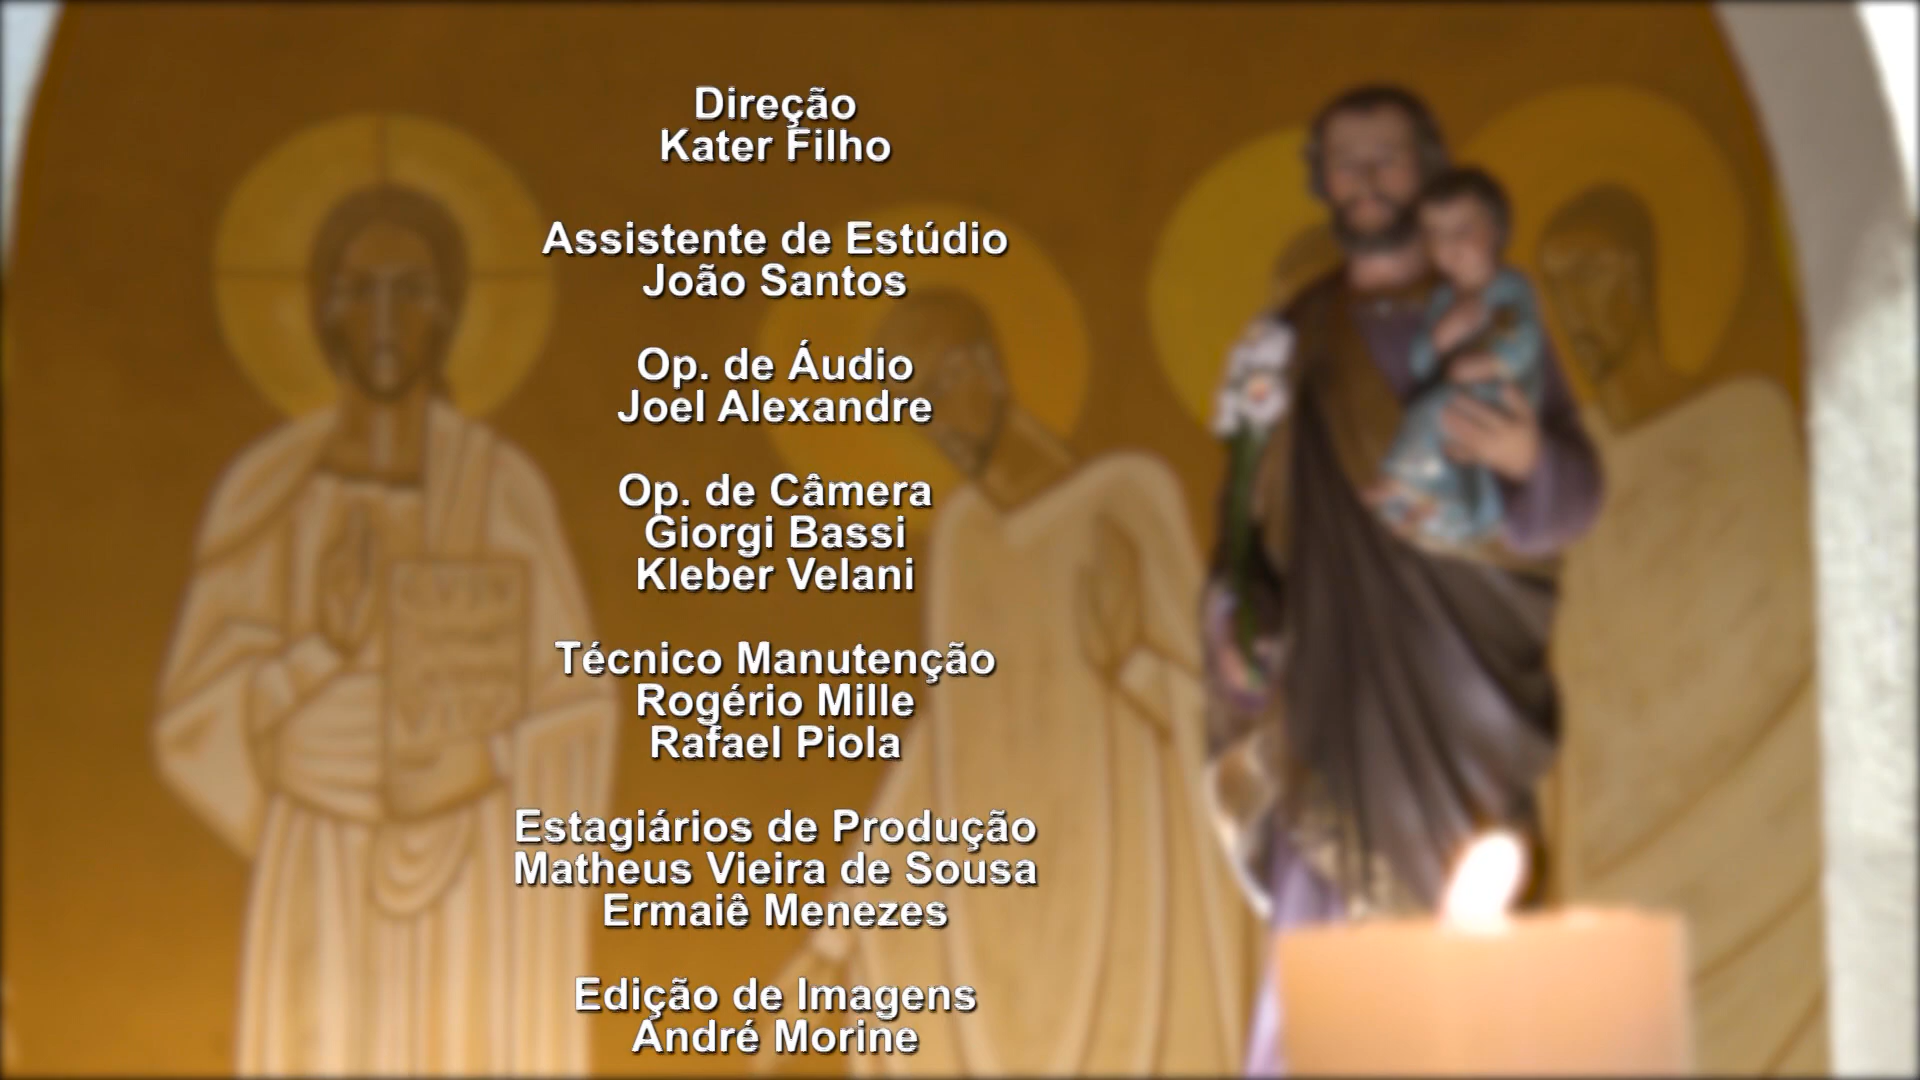 Direção
Kater Filho
Assistente de Estúdio
João Santos
Op. de Áudio
Joel Alexandre
Op. de Câmera
Giorgi Bassi
Kleber Velani
Técnico Manutenção
Rogério Mille
Rafael Piola
Estagiários de Produção
Matheus Vieira de Sousa
Ermaiê Menezes
Edição de Imagens
André Morine